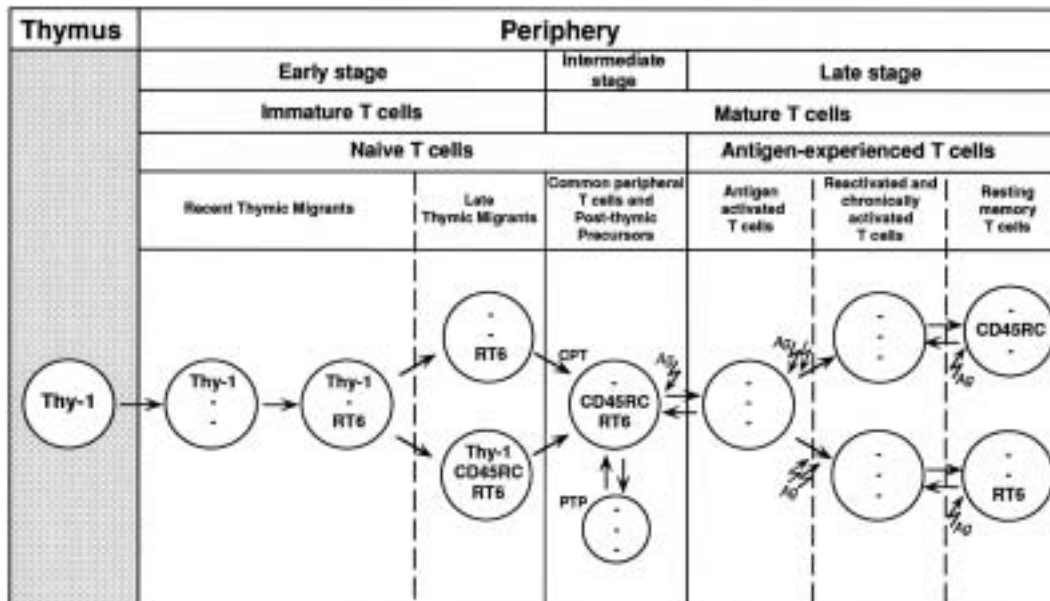 Thymus
Periphery
Early stage
Intermediate
stage
Late stage
Immature T cells
Mature T cells
Naive T cells
Antigen-experienced T cells
Recent Thymic Migrants
Late
Thymic Migrants
Common peripheral
T cells and
Post-thymic
Precursors
Antigen
activated
T cells
Reactivated and
chronically
activated
T cells
Resting
memory
T cells
Thy-1
Thy-1
-
-
Thy-1
-
RT6
-
-
RT6
Thy-1
CD45RC
RT6
CPT
-
CD45RC
RT6
PTP
-
-
-
Ag
-
-
-
Ag
Ag
-
-
-
-
-
-
-
CD45RC
-
Ag
-
-
RT6
Ag